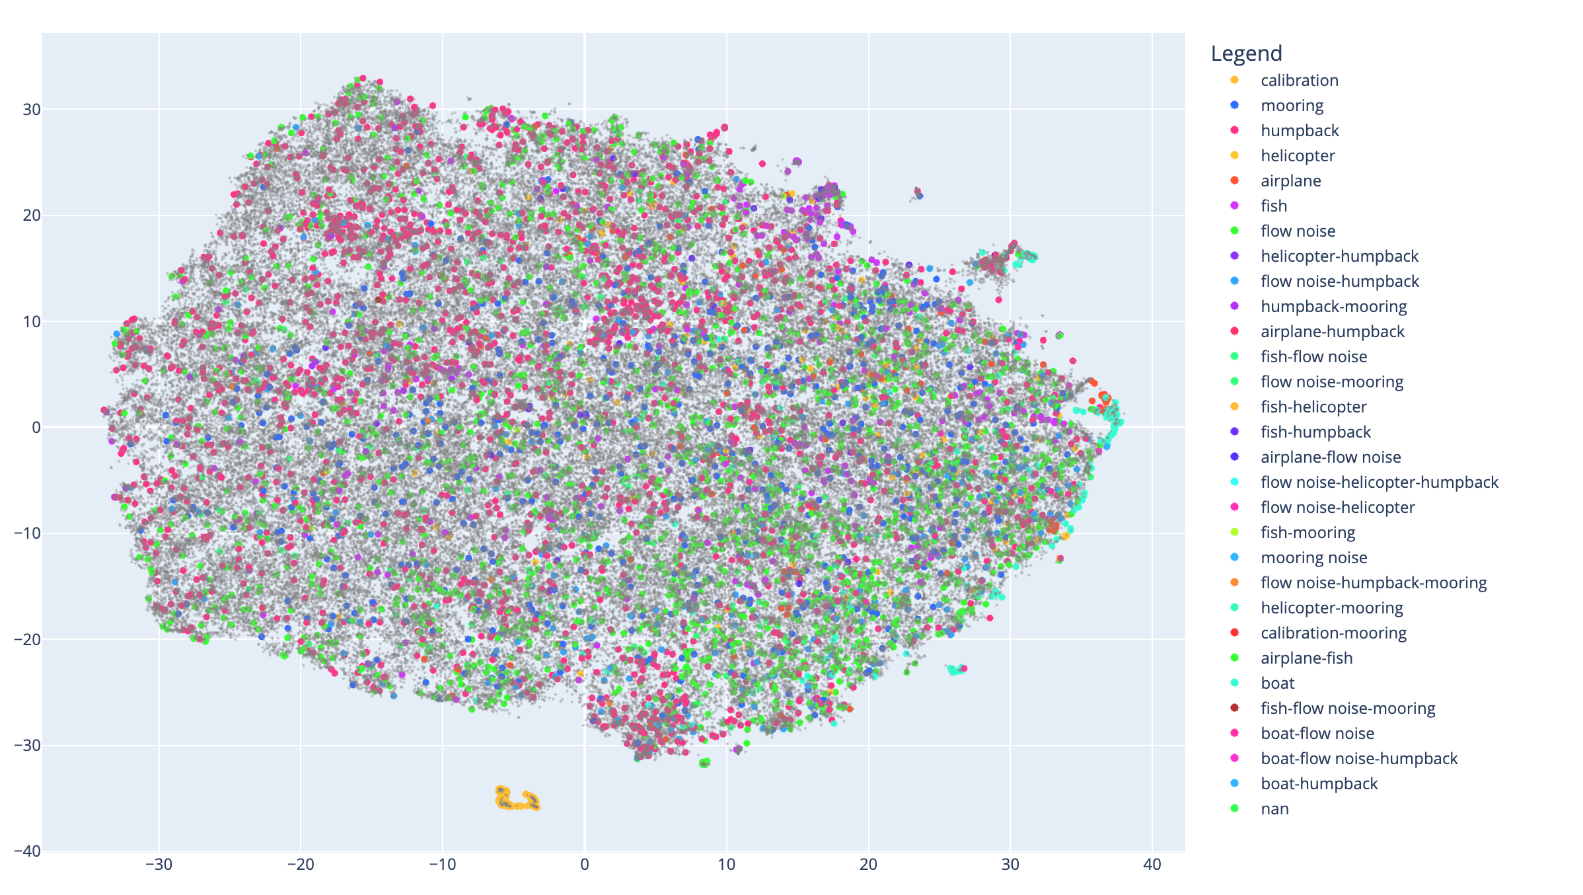 Legend
calibration
mooring
humpback
helicopter
airplane
fish
flow noise
helicopter-humpback
flow noise-humpback
humpback-mooring
airplane-humpback
fish-flow noise
flow noise-mooring
fish-helicopter
fish-humpback
airplane-flow noise
flow noise-helicopter-humpback
flow noise-helicopter
fish-mooring
mooring noise
flow noise-humpback-mooring
helicopter-mooring
calibration-mooring
airplane-fish
boat
fish-flow noise-mooring
boat-flow noise
boat-flow noise-humpback
boat-humpback
nan
30
20
10
0
−10
−20
−30
−40
−30 −20 −10 0 10 20 30 40